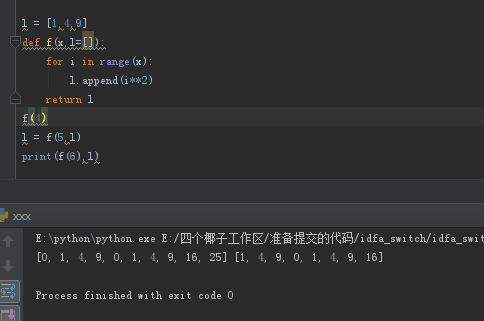 l = [1,4,9]
def f(x,l=[]):
for i in range(x):
l.append(i**2)
return l
f(4)
l = f(5,l)
print(f(6),l)
xxx
E:\python\python.exe E:/四个椰子工作区/准备提交的代码/idfa_switch/idfa_swit
[0, 1, 4, 9, 0, 1, 4, 9, 16, 25] [1, 4, 9, 0, 1, 4, 9, 16]
Process finished with exit code 0